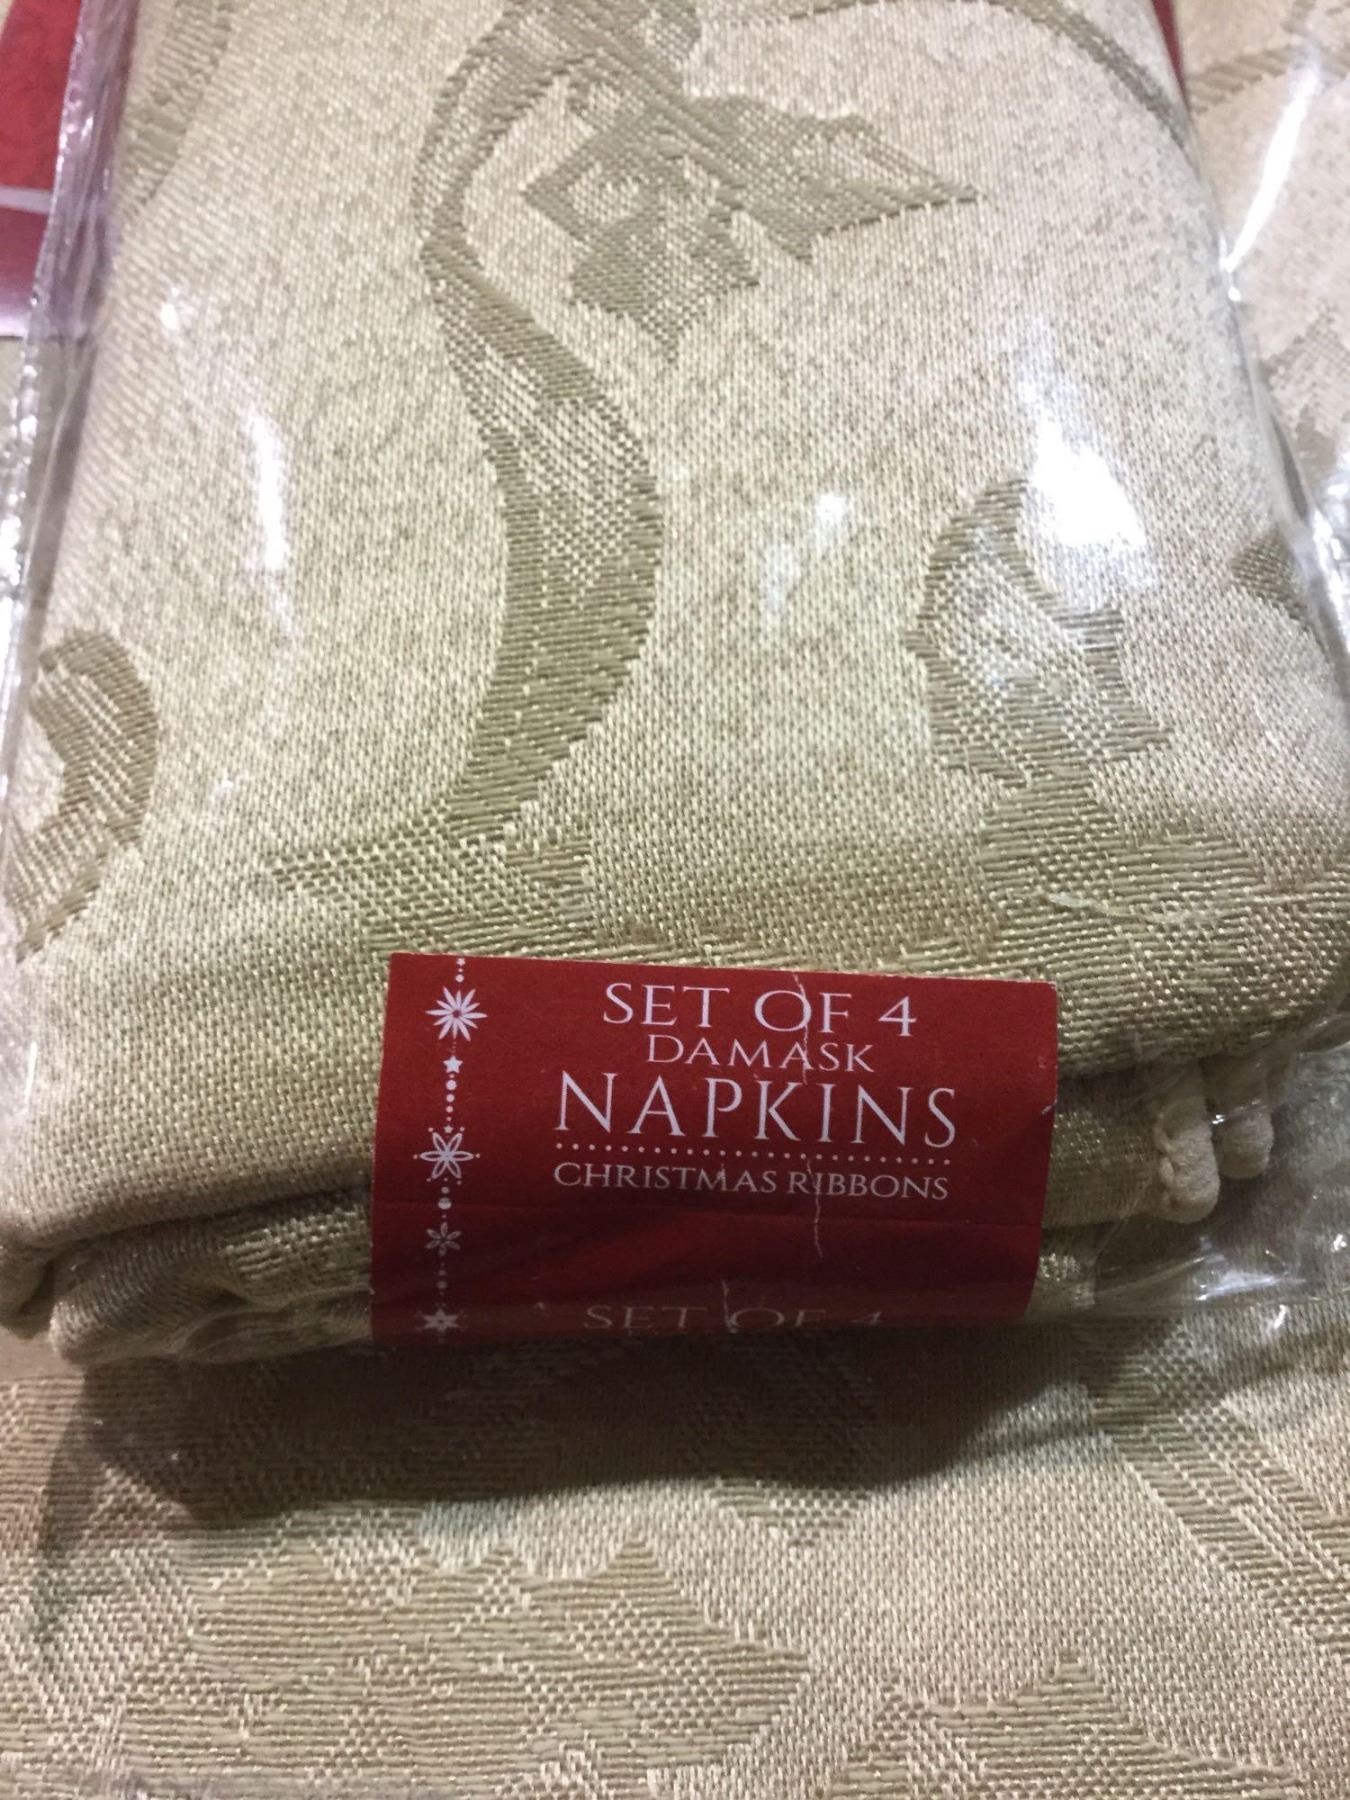 SET OF 4
DAMASK
NAPKINS
CHRISTMAS RIBBONS
SET OF 4